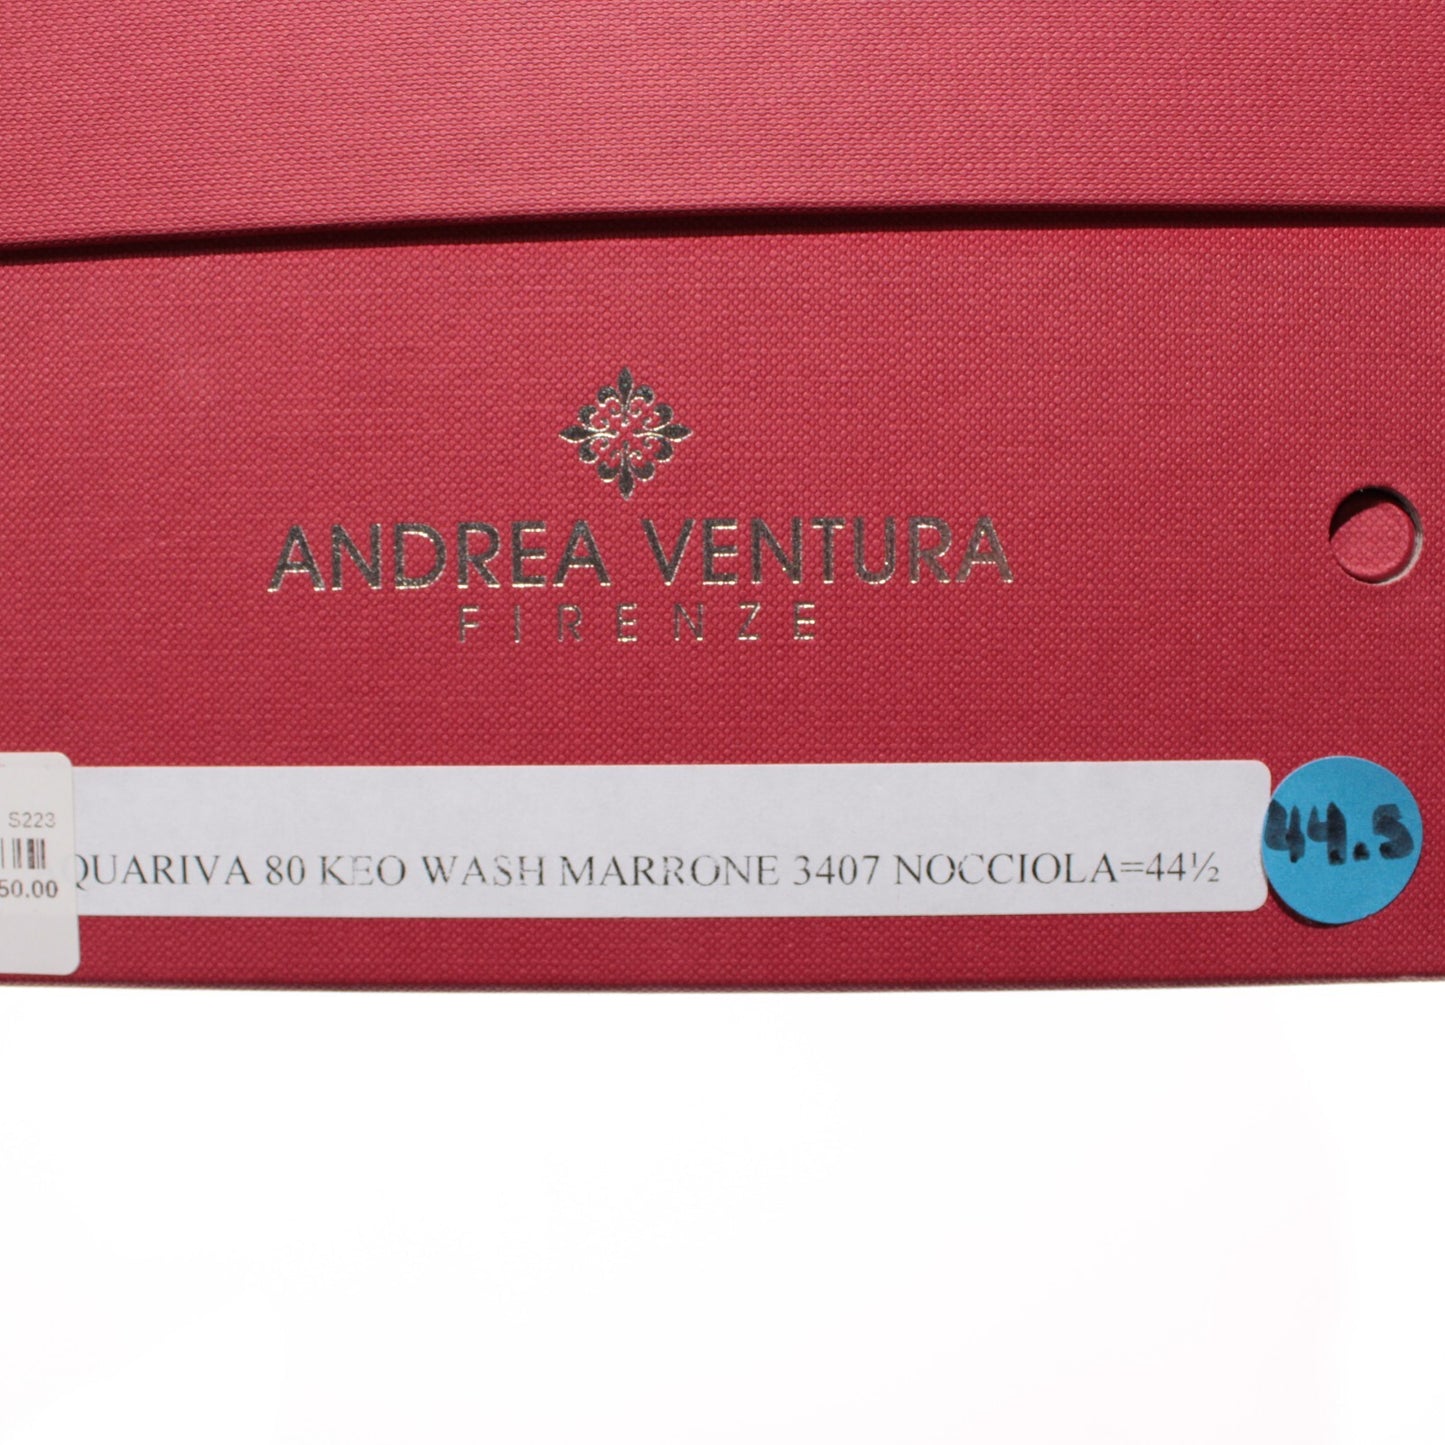 ANDREA VENTURA
FIRENZE
S223
50.00
QUARIVA 80 KEO WASH MARRONE 3407 NOCCIOLA=44½
44.5